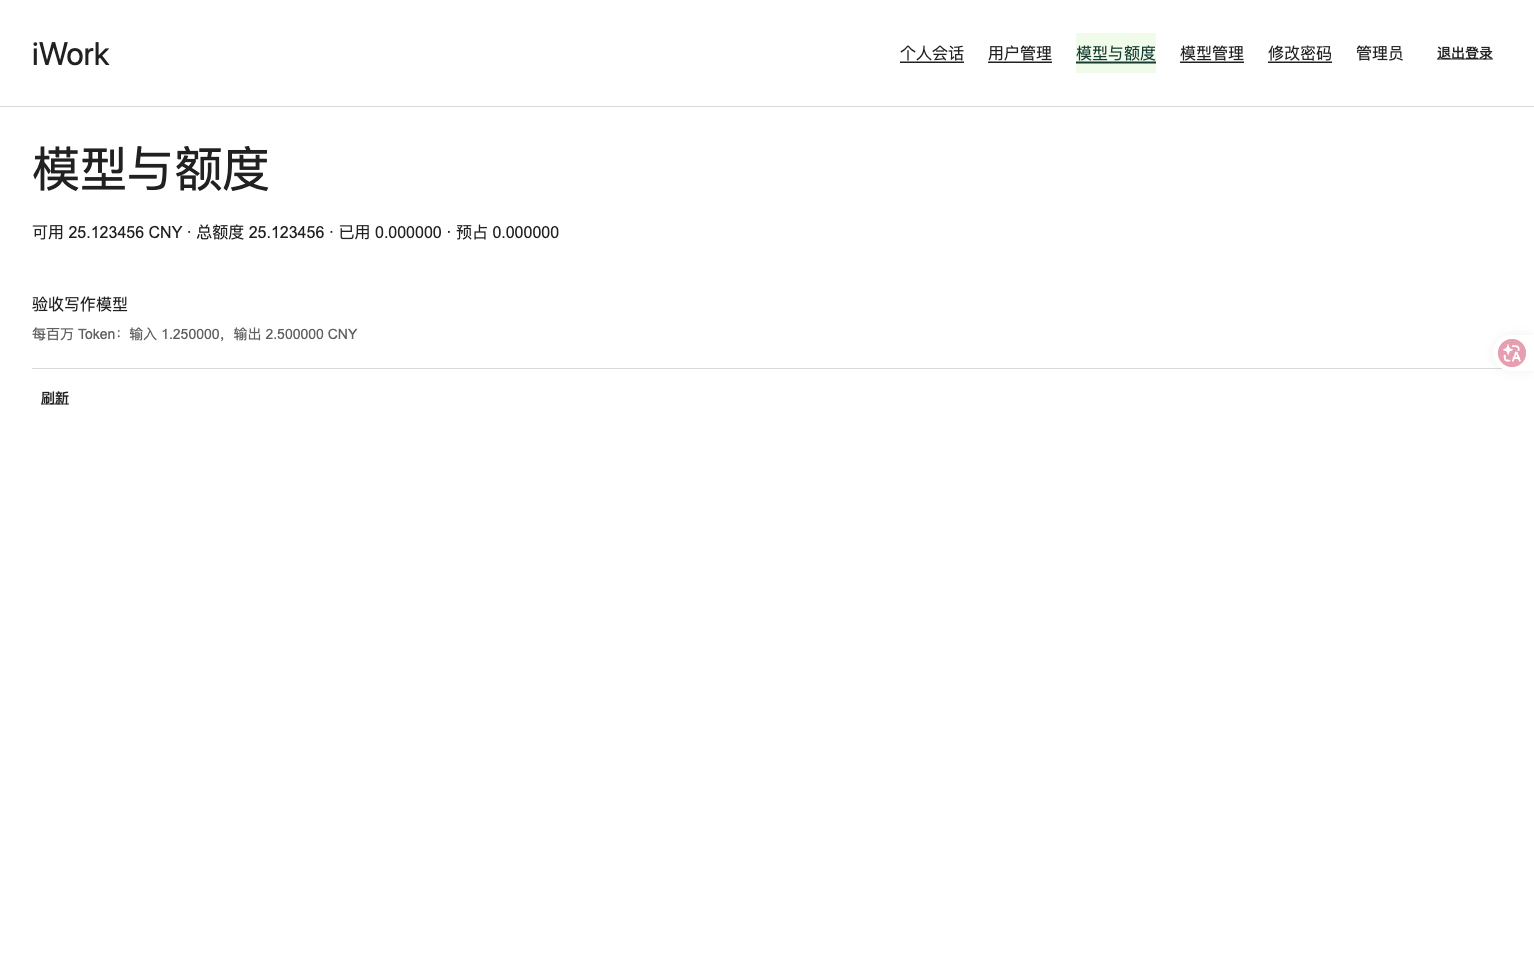 iWork
个人会话 用户管理 模型与额度 模型管理 修改密码 管理员 退出登录
模型与额度
可用 25.123456 CNY · 总额度 25.123456 · 已用 0.000000 · 预占 0.000000
验收写作模型
每百万 Token：输入 1.250000，输出 2.500000 CNY
刷新